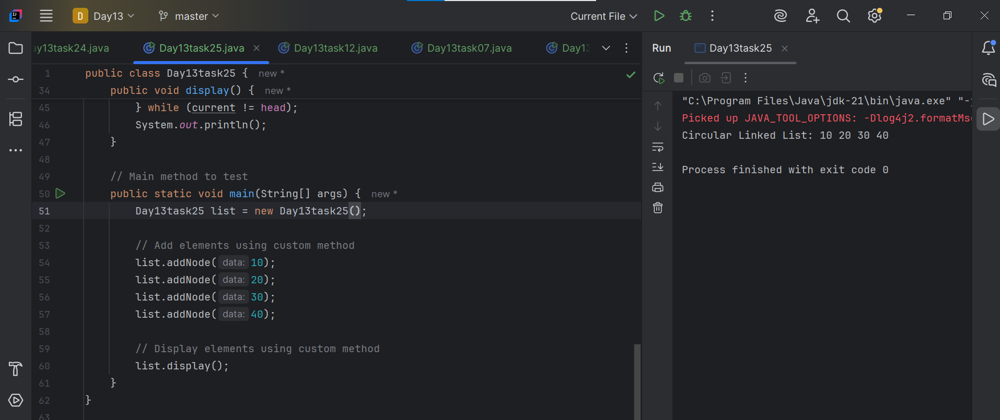 D Day13 master Current File
ay13task24.java Day13task25.java Day13task12.java Day13task07.java Day13
1 public class Day13task25 { new *
34 public void display() { new *
45 } while (current != head);
46 System.out.println();
47 }
48
49 // Main method to test
50 public static void main(String[] args) { new *
51 Day13task25 list = new Day13task25();
52
53 // Add elements using custom method
54 list.addNode( data: 10);
55 list.addNode( data: 20);
56 list.addNode( data: 30);
57 list.addNode( data: 40);
58
59 // Display elements using custom method
60 list.display();
61 }
62 }
63
Run Day13task25
"C:\Program Files\Java\jdk-21\bin\java.exe" "-
Picked up JAVA_TOOL_OPTIONS: -Dlog4j2.formatMs
Circular Linked List: 10 20 30 40
Process finished with exit code 0